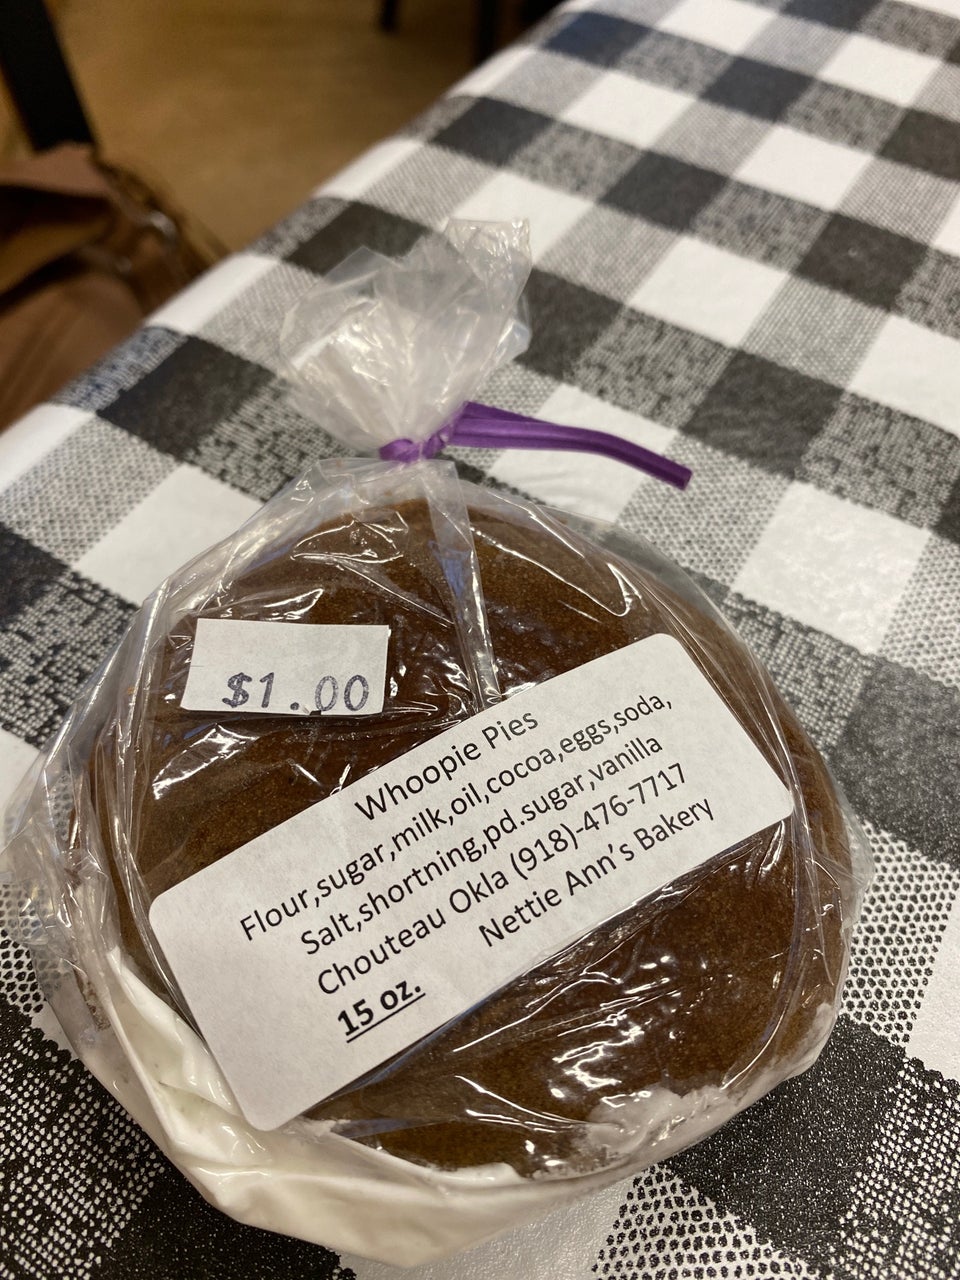 $1.00
Whoopie Pies
Flour,sugar,milk,oil,cocoa,eggs,soda,
Salt,shortning,pd.sugar,vanilla
Chouteau Okla (918)-476-7717
Nettie Ann's Bakery
15 oz.